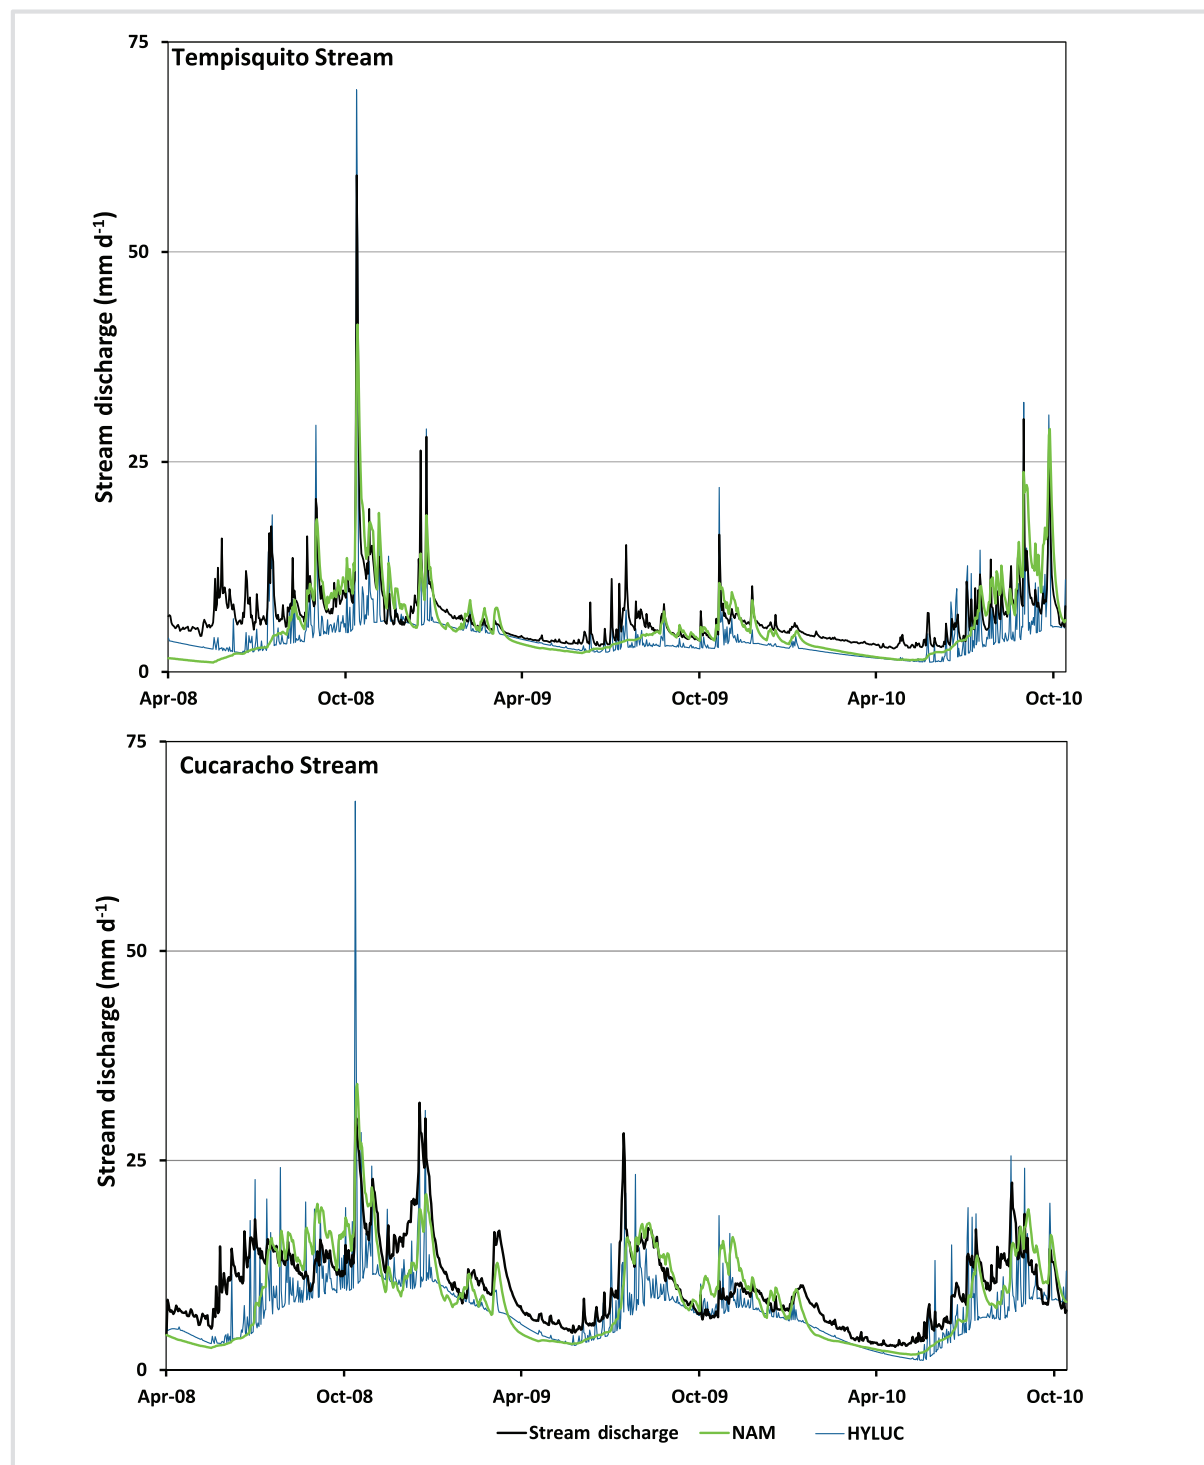 75
Tempisquito Stream
50
25
0
Stream discharge (mm d⁻¹)
Apr-08 Oct-08 Apr-09 Oct-09 Apr-10 Oct-10
75
Cucaracho Stream
50
25
0
Stream discharge (mm d⁻¹)
Apr-08 Oct-08 Apr-09 Oct-09 Apr-10 Oct-10
Stream discharge NAM HYLUC